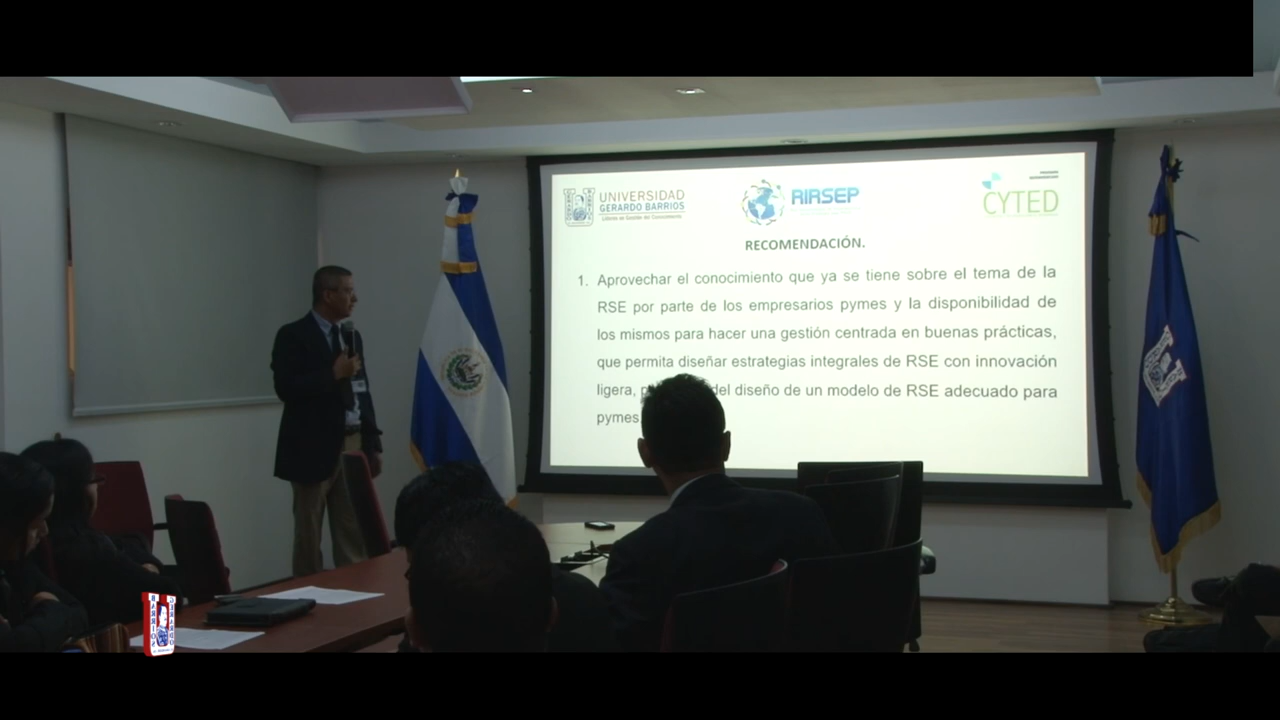 UNIVERSIDAD
GERARDO BARRIOS
RIRSEP
CYTED
RECOMENDACIÓN.
1. Aprovechar el conocimiento que ya se tiene sobre el tema de la
RSE por parte de los empresarios pymes y la disponibilidad de
los mismos para hacer una gestión centrada en buenas prácticas,
que permita diseñar estrategias integrales de RSE con innovación
ligera, del diseño de un modelo de RSE adecuado para
pymes